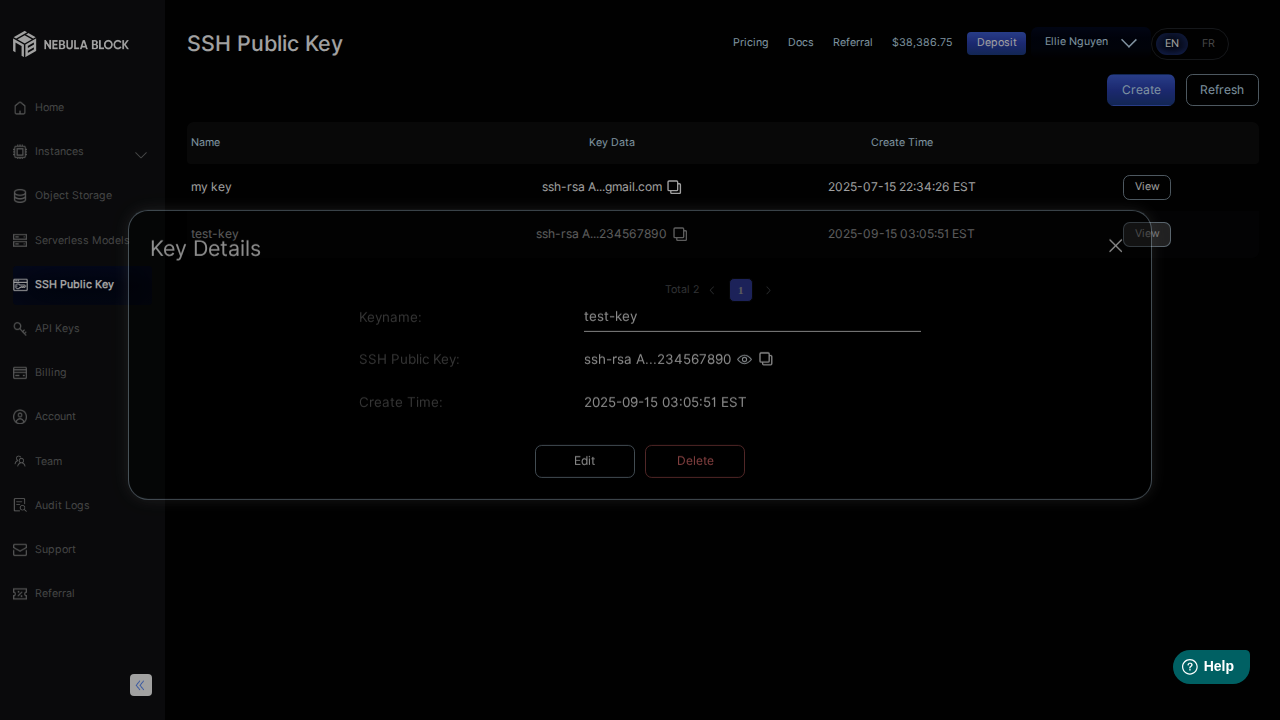 NEBULA BLOCK
SSH Public Key
Pricing
Docs
Referral
$38,386.75
Deposit
Ellie Nguyen
EN
FR
Create
Refresh
Home
Instances
Object Storage
Serverless Models
SSH Public Key
API Keys
Billing
Account
Team
Audit Logs
Support
Referral
Name
Key Data
Create Time
my key
ssh-rsa A...gmail.com
2025-07-15 22:34:26 EST
View
test-key
ssh-rsa A...234567890
2025-09-15 03:05:51 EST
View
Total 2
1
Key Details
Keyname:
test-key
SSH Public Key:
ssh-rsa A...234567890
Create Time:
2025-09-15 03:05:51 EST
Edit
Delete
Help